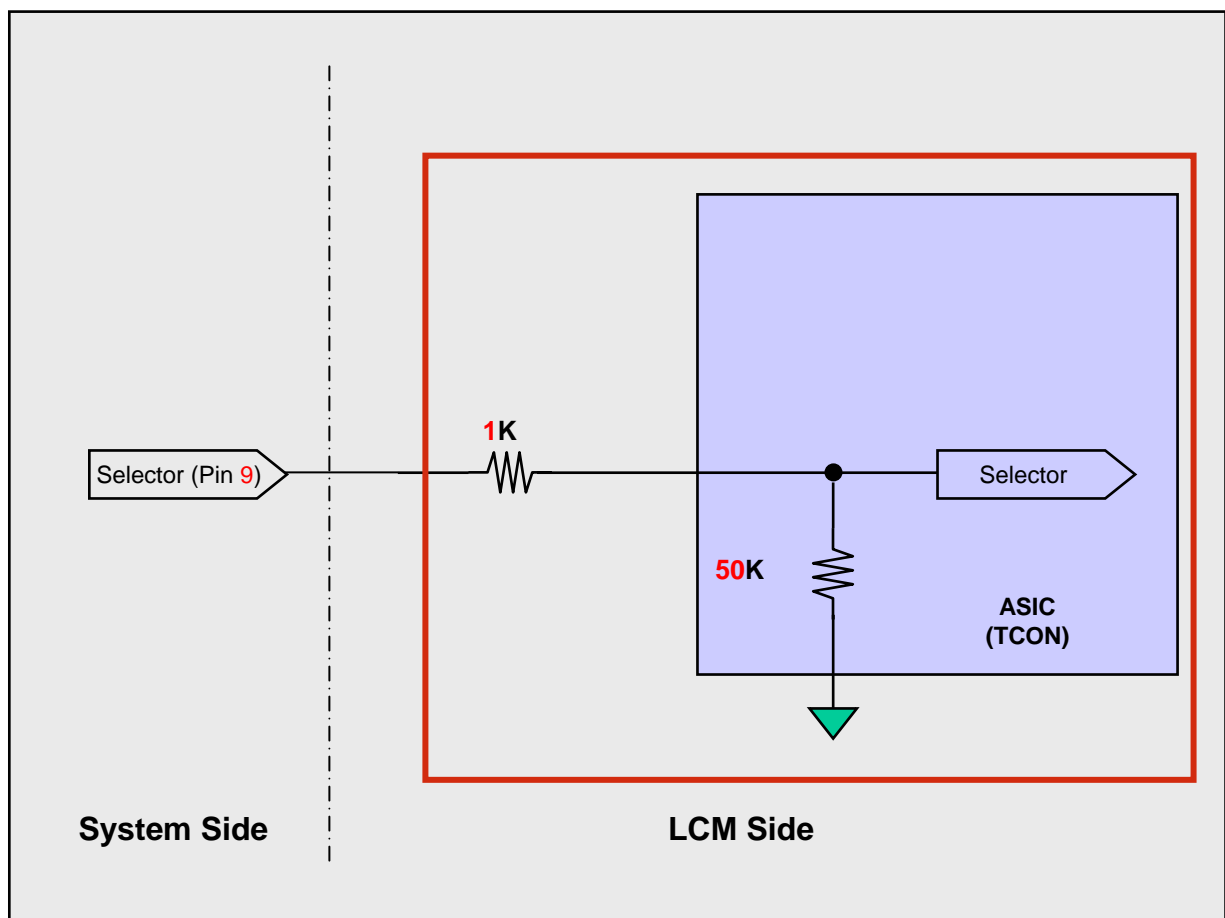 1K
Selector (Pin 9)
Selector
50K
ASIC
(TCON)
System Side
LCM Side